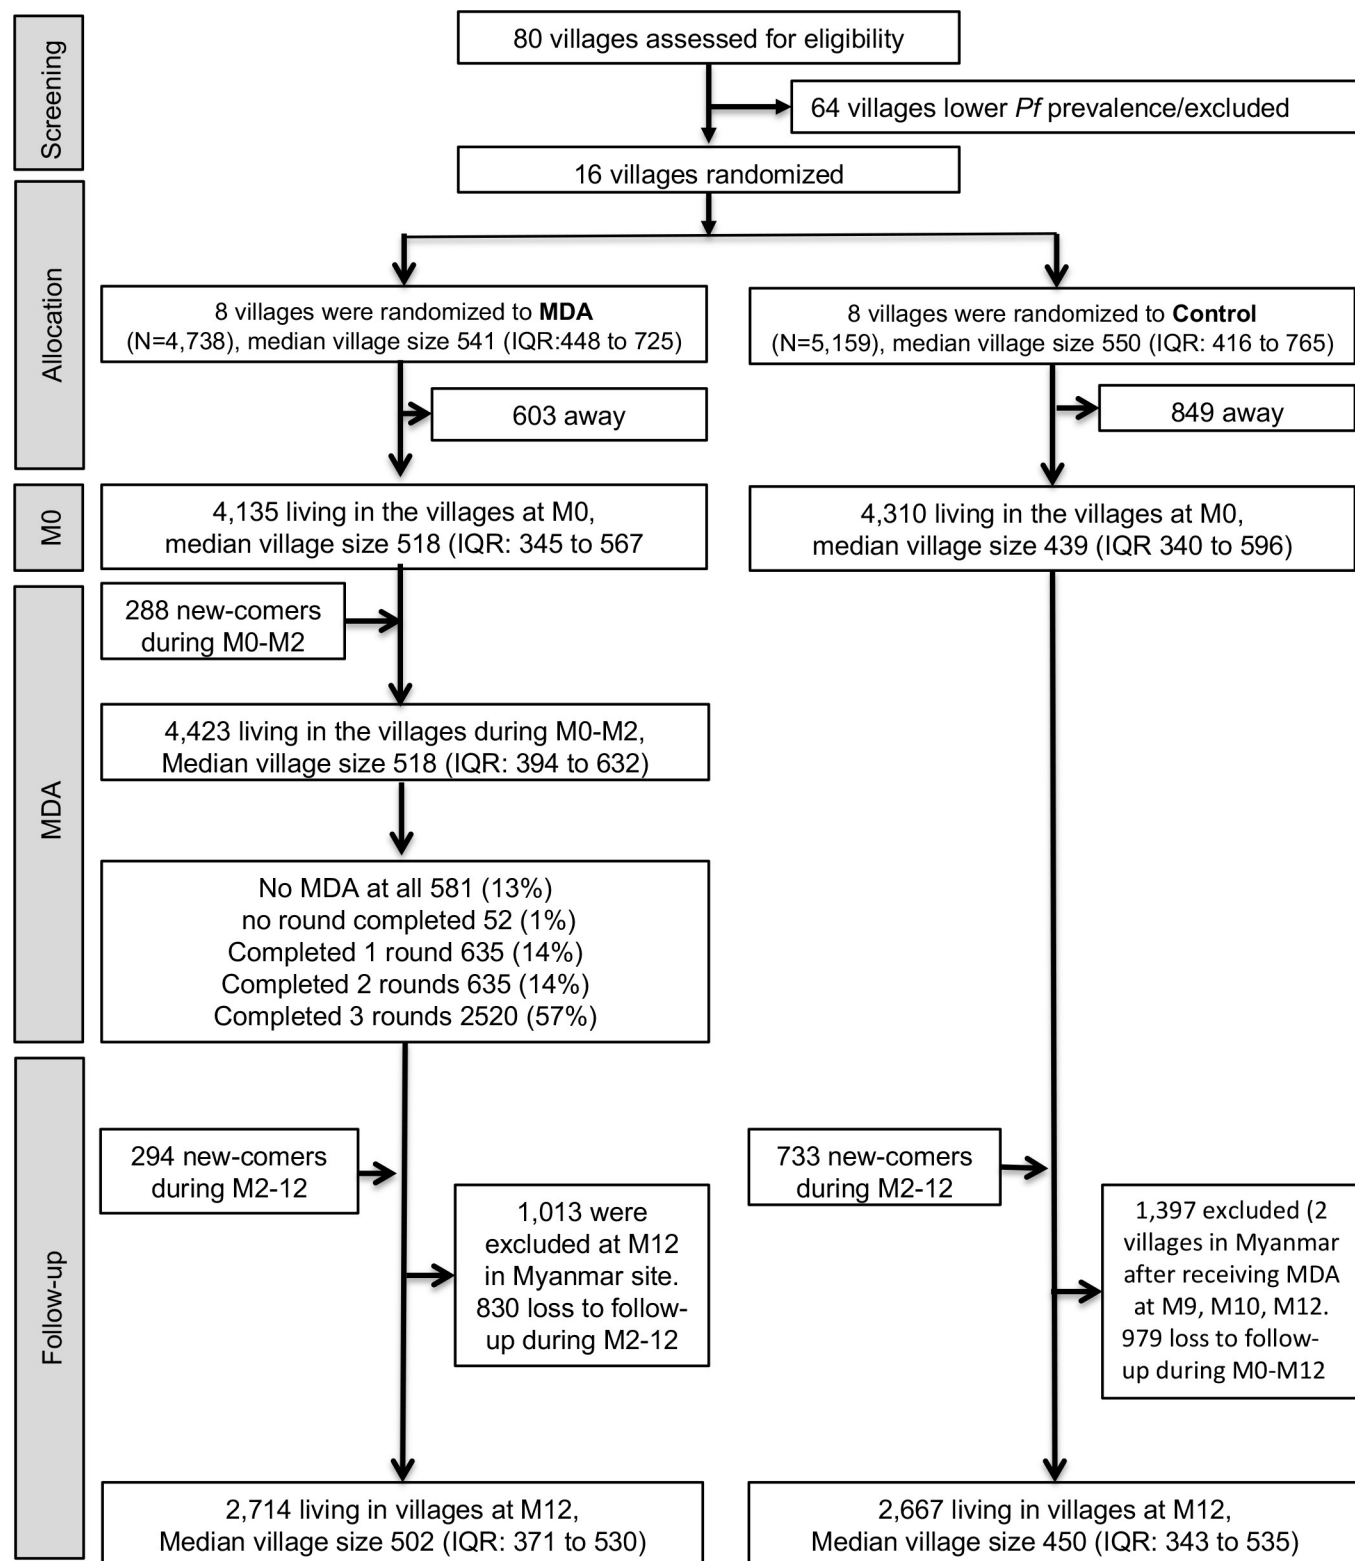 Screening
80 villages assessed for eligibility
64 villages lower Pf prevalence/excluded
16 villages randomized
Allocation
8 villages were randomized to MDA
(N=4,738), median village size 541 (IQR:448 to 725)
8 villages were randomized to Control
(N=5,159), median village size 550 (IQR: 416 to 765)
603 away
849 away
M0
4,135 living in the villages at M0,
median village size 518 (IQR: 345 to 567
4,310 living in the villages at M0,
median village size 439 (IQR 340 to 596)
MDA
288 new-comers
during M0-M2
4,423 living in the villages during M0-M2,
Median village size 518 (IQR: 394 to 632)
No MDA at all 581 (13%)
no round completed 52 (1%)
Completed 1 round 635 (14%)
Completed 2 rounds 635 (14%)
Completed 3 rounds 2520 (57%)
Follow-up
294 new-comers
during M2-12
733 new-comers
during M2-12
1,013 were
excluded at M12
in Myanmar site.
830 loss to follow-
up during M2-12
1,397 excluded (2
villages in Myanmar
after receiving MDA
at M9, M10, M12.
979 loss to follow-
up during M0-M12
2,714 living in villages at M12,
Median village size 502 (IQR: 371 to 530)
2,667 living in villages at M12,
Median village size 450 (IQR: 343 to 535)